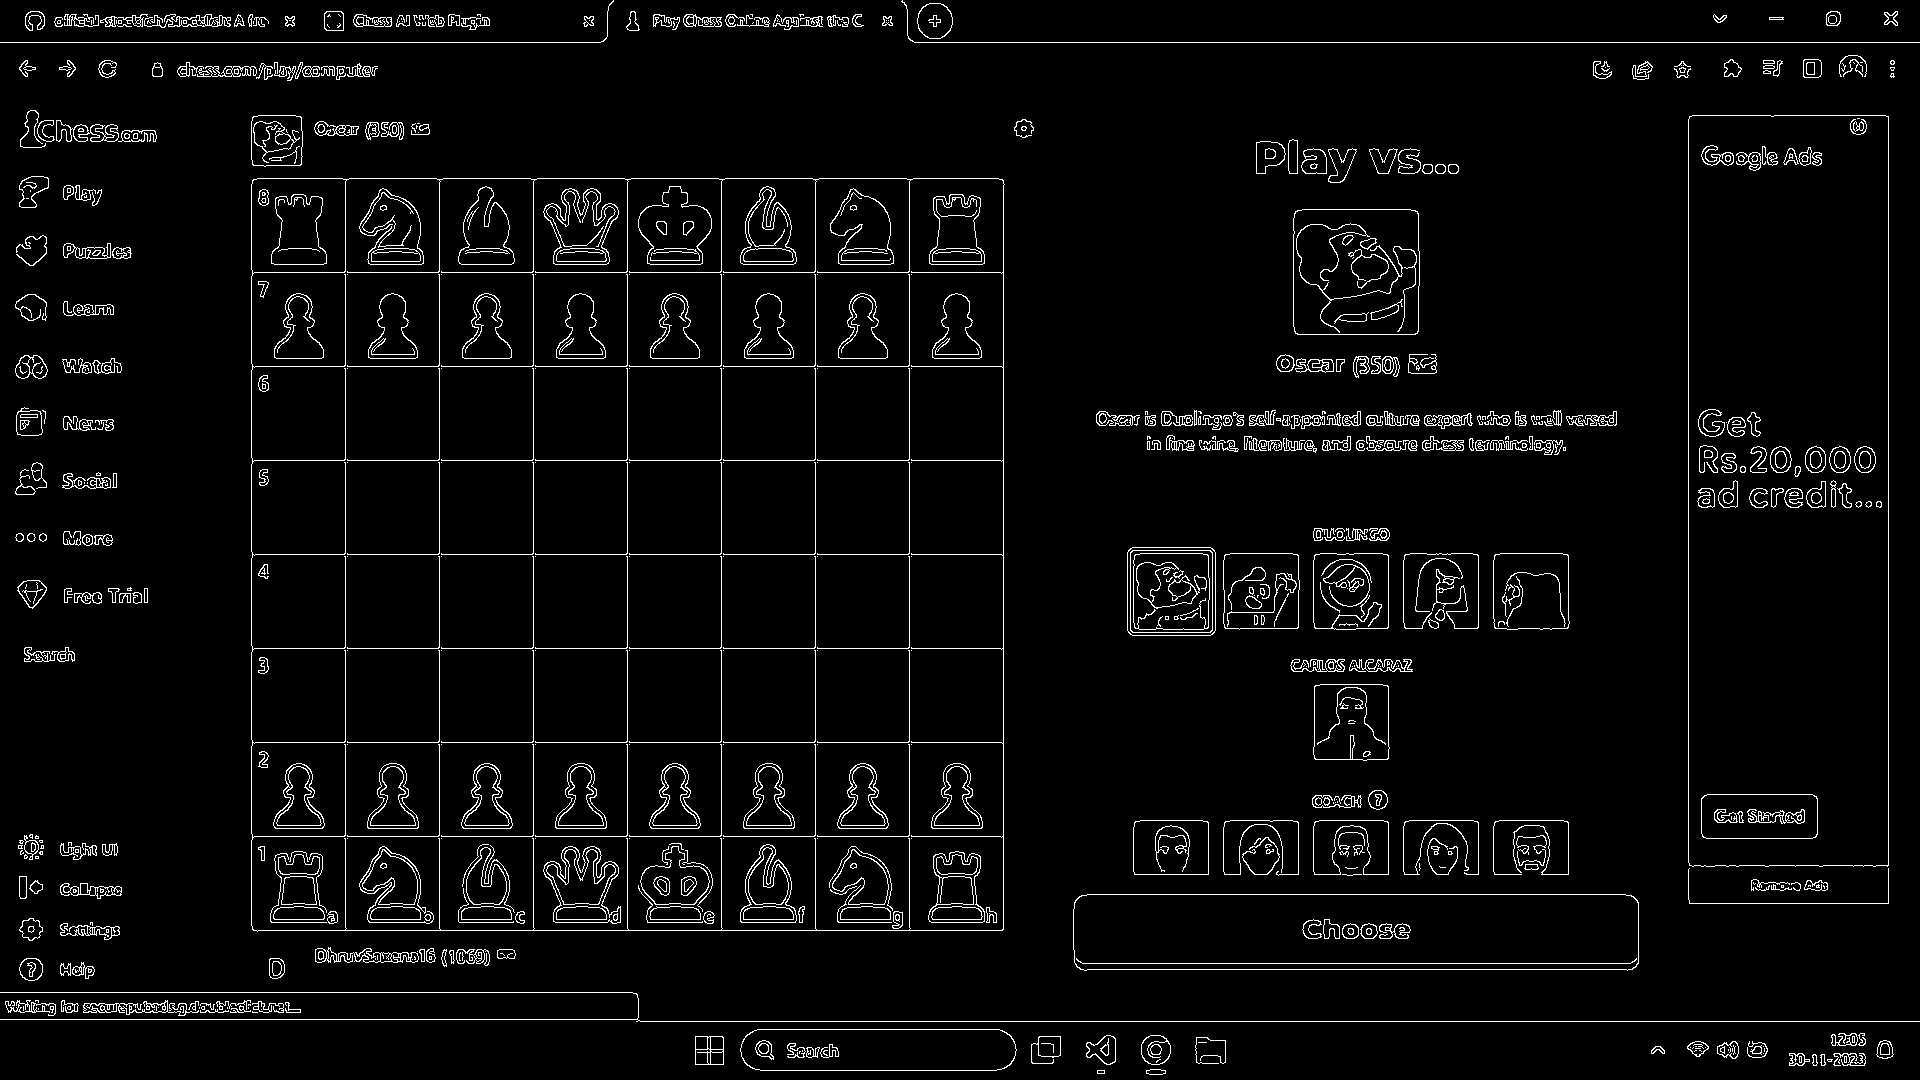 official-stockfish/Stockfish: A fre
Chess AI Web Plugin
Play Chess Online Against the C
chess.com/play/computer
Chess.com
Play
Puzzles
Learn
Watch
News
Social
More
Free Trial
Search
Light UI
Collapse
Settings
Help
Oscar (350)
8
7
6
5
4
3
2
1
a b c d e f g h
D
DhruvSaxena16 (1069)
Play vs...
Oscar (350)
Oscar is Duolingo's self-appointed culture expert who is well versed
in fine wine, literature, and obscure chess terminology.
DUOLINGO
CARLOS ALCARAZ
COACH ?
Choose
Google Ads
Get
Rs.20,000
ad credit...
Get Started
Remove Ads
Waiting for securepubads.g.doubleclick.net...
Search
12:05
30-11-2023